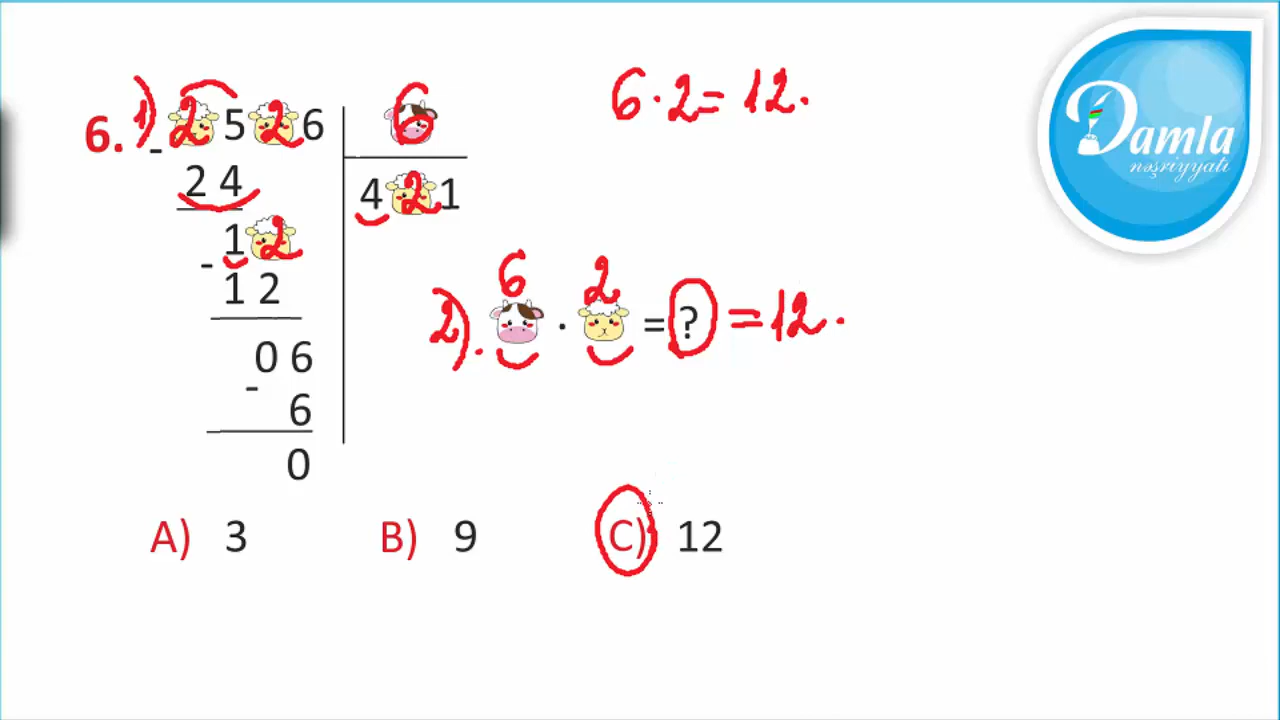 1)
6. 2 5 2 6 6
- 2 4 4 2 1
1 2
- 1 2
0 6
- 6
0
6 · 2 = 12.
6 2
2). · = ? = 12.
A) 3 B) 9 C) 12
Damla
nəşriyyatı